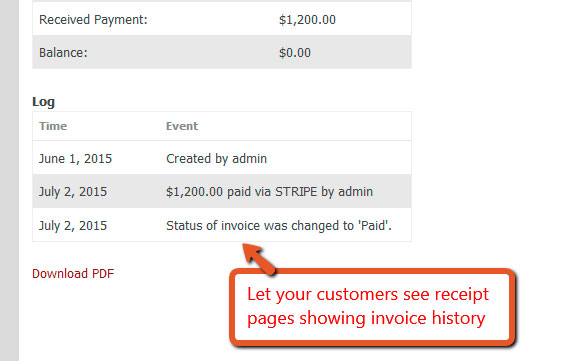 Received Payment: $1,200.00
Balance: $0.00
Log
Time Event
June 1, 2015 Created by admin
July 2, 2015 $1,200.00 paid via STRIPE by admin
July 2, 2015 Status of invoice was changed to 'Paid'.
Download PDF
Let your customers see receipt
pages showing invoice history